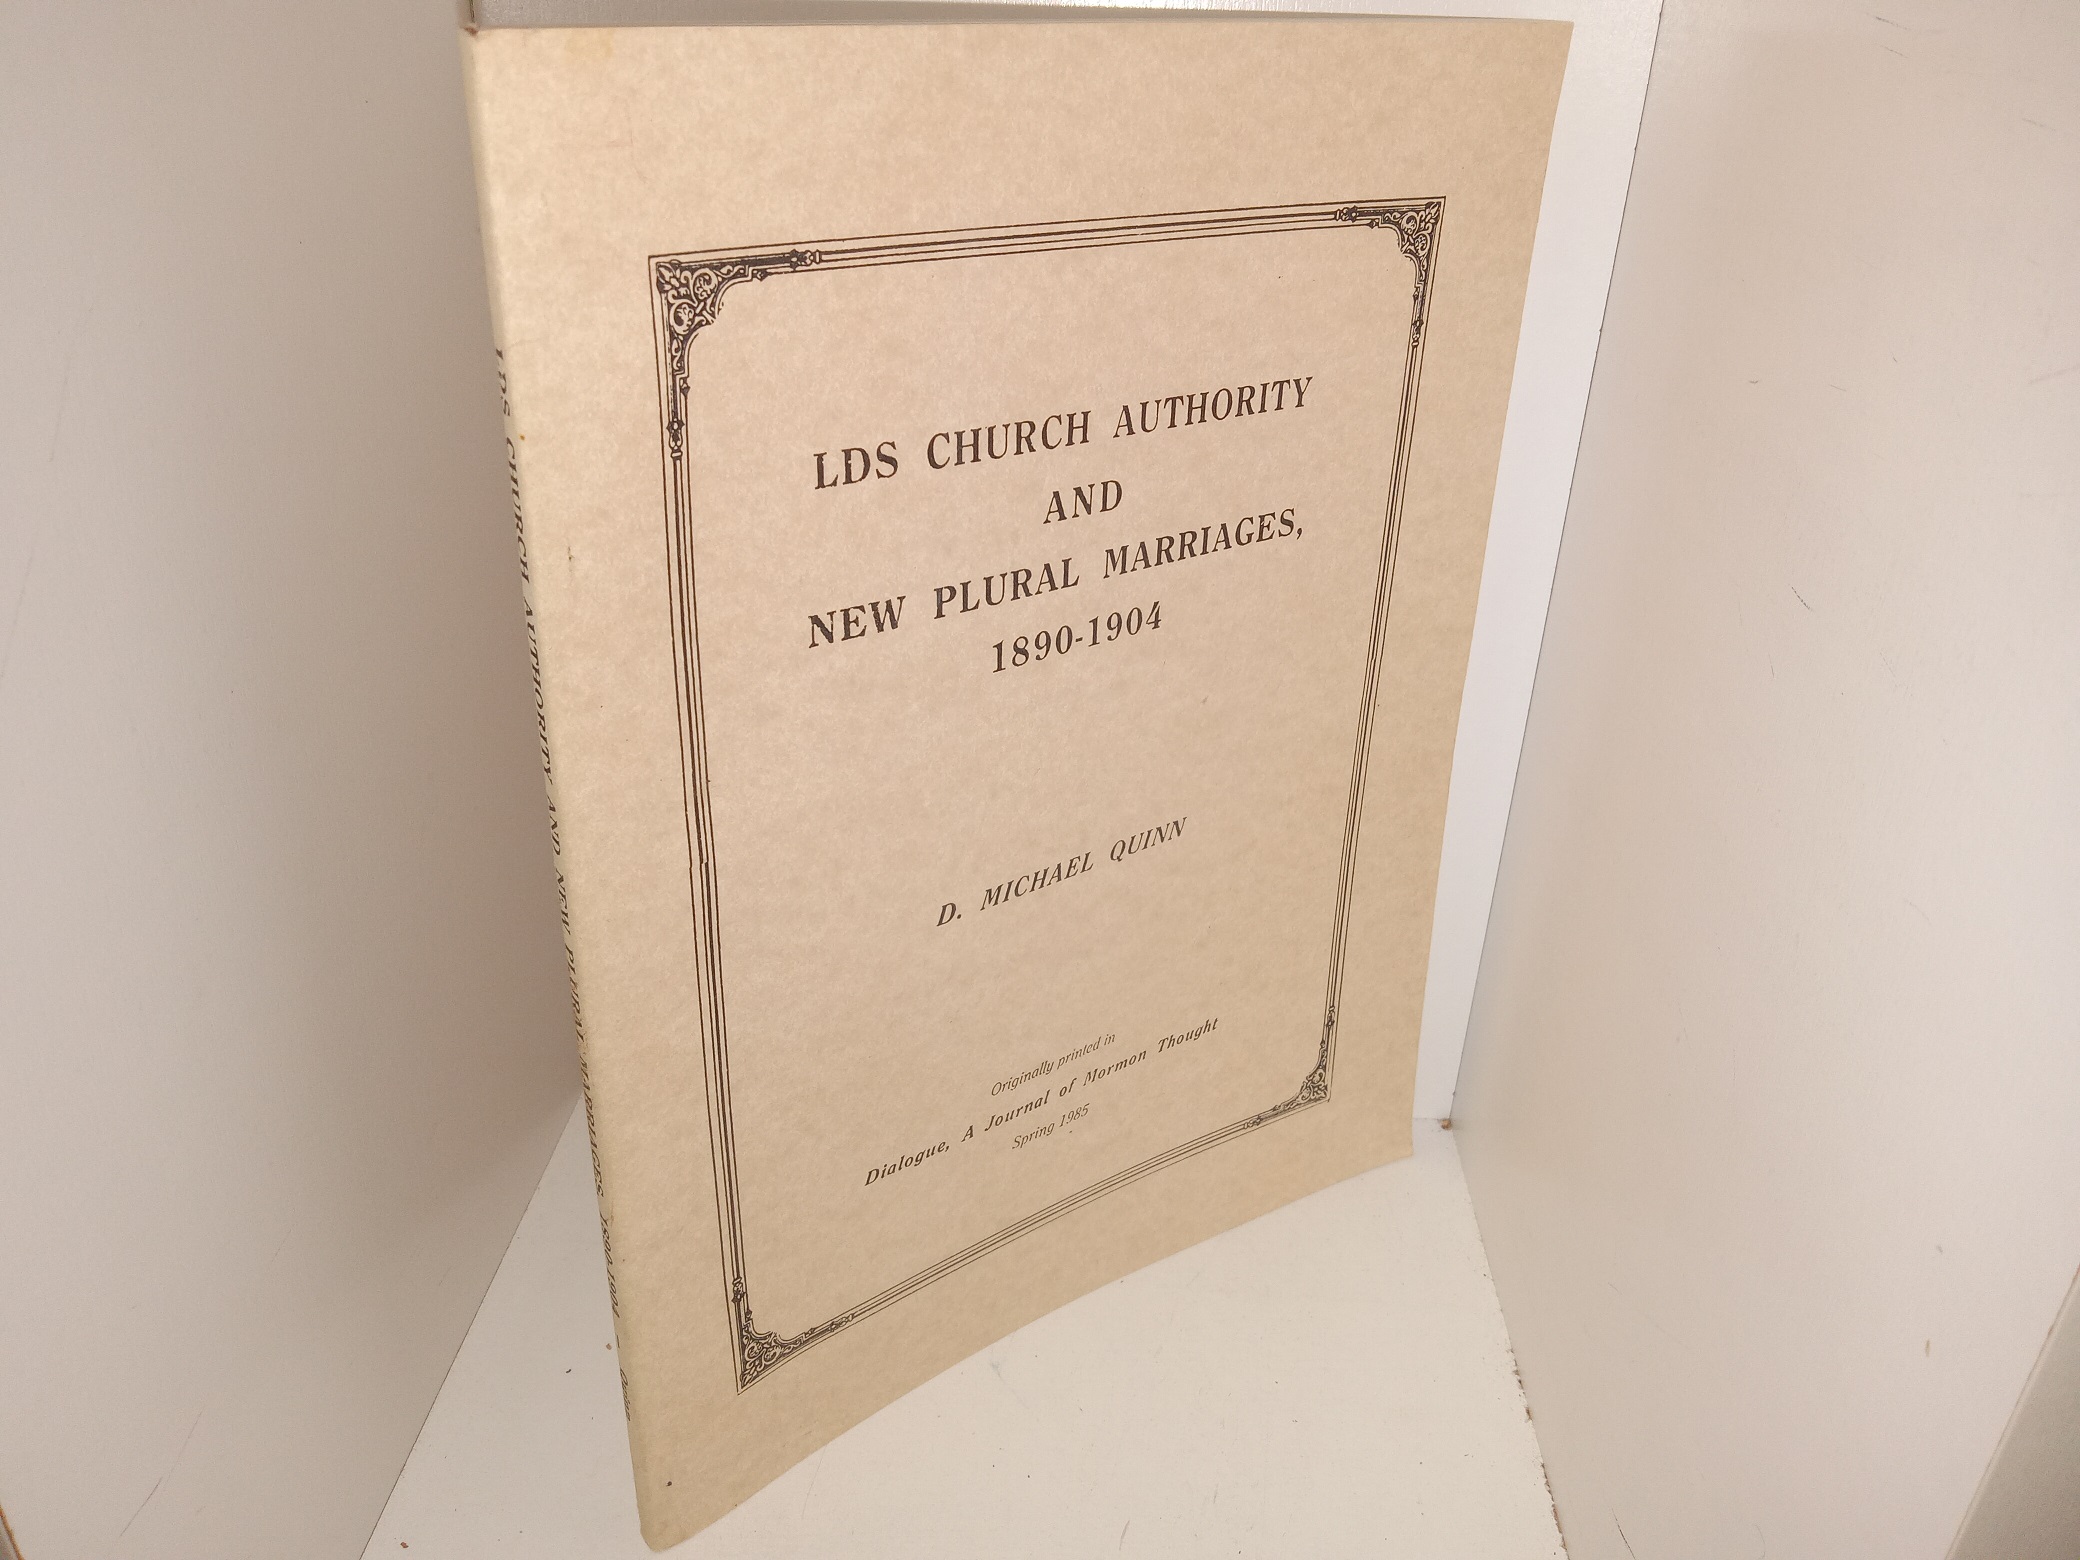 LDS CHURCH AUTHORITY
AND
NEW PLURAL MARRIAGES,
1890-1904
D. MICHAEL QUINN
Originally printed in
Dialogue, A Journal of Mormon Thought
Spring 1985
LDS CHURCH AUTHORITY AND NEW PLURAL MARRIAGES, 1890-1904 - Quinn